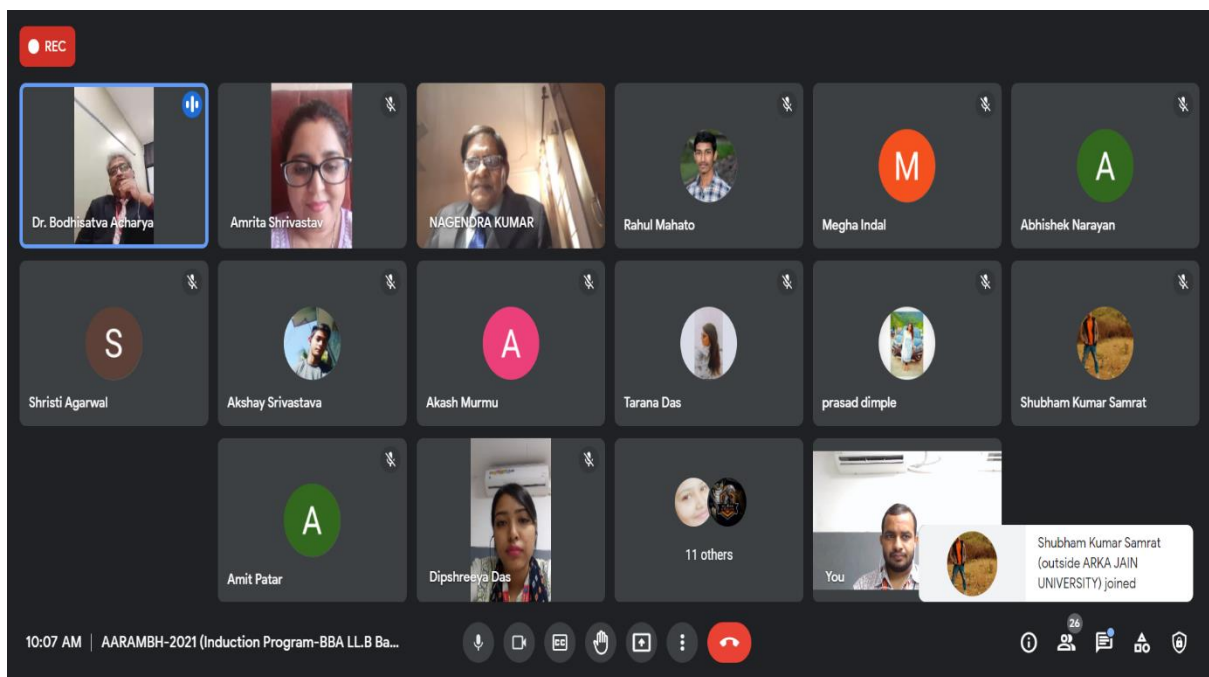 REC
Dr. Bodhisatva Acharya
Amrita Shrivastav
NAGENDRA KUMAR
Rahul Mahato
M
Megha Indal
A
Abhishek Narayan
S
Shristi Agarwal
Akshay Srivastava
A
Akash Murmu
Tarana Das
prasad dimple
Shubham Kumar Samrat
A
Amit Patar
Dipshreeya Das
11 others
You
Shubham Kumar Samrat
(outside ARKA JAIN
UNIVERSITY) joined
10:07 AM | AARAMBH-2021 (Induction Program-BBA LL.B Ba...
CC
26